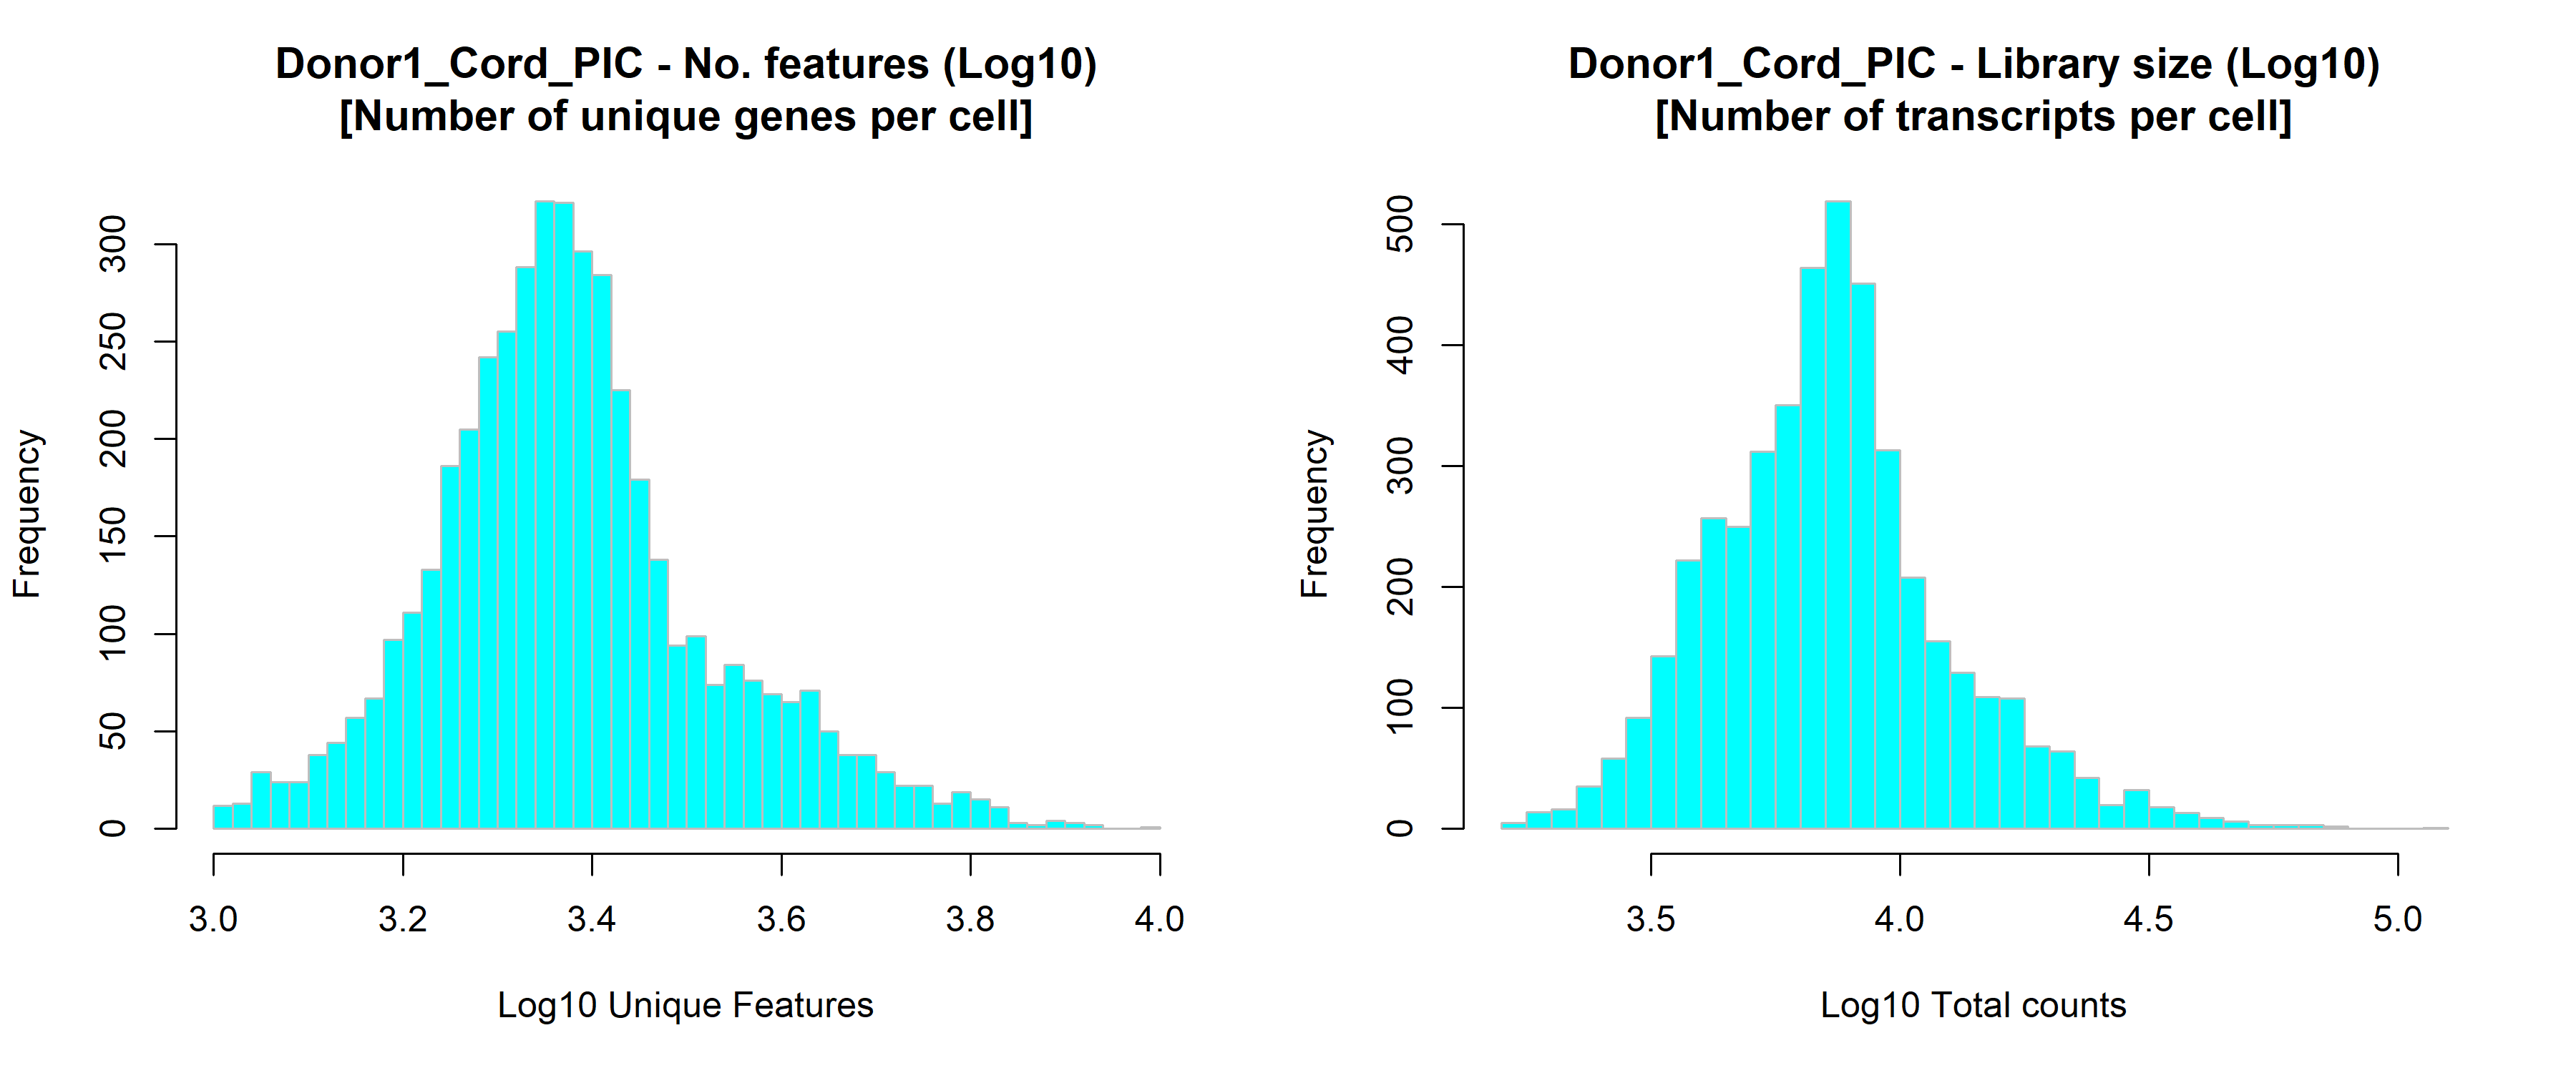 Donor1_Cord_PIC - No. features (Log10)
[Number of unique genes per cell]
Frequency
300
250
200
150
100
50
0
3.0 3.2 3.4 3.6 3.8 4.0
Log10 Unique Features
Donor1_Cord_PIC - Library size (Log10)
[Number of transcripts per cell]
Frequency
500
400
300
200
100
0
3.5 4.0 4.5 5.0
Log10 Total counts